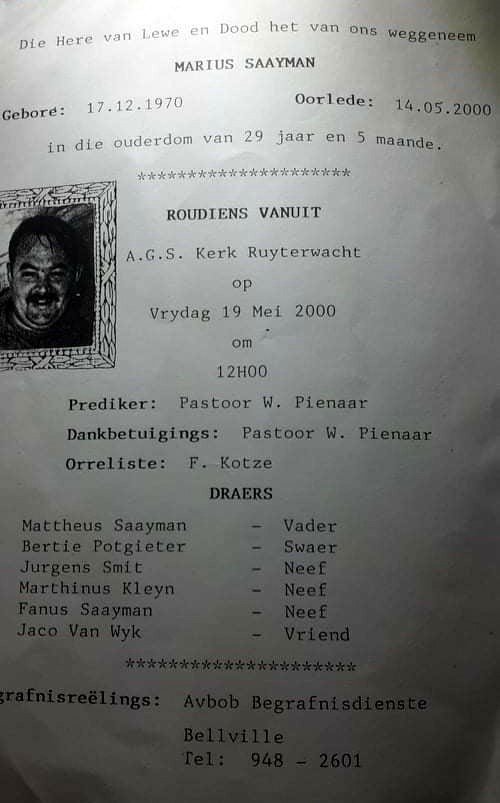 Die Here van Lewe en Dood het van ons weggeneem
MARIUS SAAYMAN
Geboré: 17.12.1970 Oorlede: 14.05.2000
in die ouderdom van 29 jaar en 5 maande.
*********************
ROUDIENS VANUIT
A.G.S. Kerk Ruyterwacht
op
Vrydag 19 Mei 2000
om
12H00
Prediker: Pastoor W. Pienaar
Dankbetuigings: Pastoor W. Pienaar
Orreliste: F. Kotze
DRAERS
Mattheus Saayman - Vader
Bertie Potgieter - Swaer
Jurgens Smit - Neef
Marthinus Kleyn - Neef
Fanus Saayman - Neef
Jaco Van Wyk - Vriend
***********************
grafnisreëlings: Avbob Begrafnisdienste
Bellville
Tel: 948 - 2601